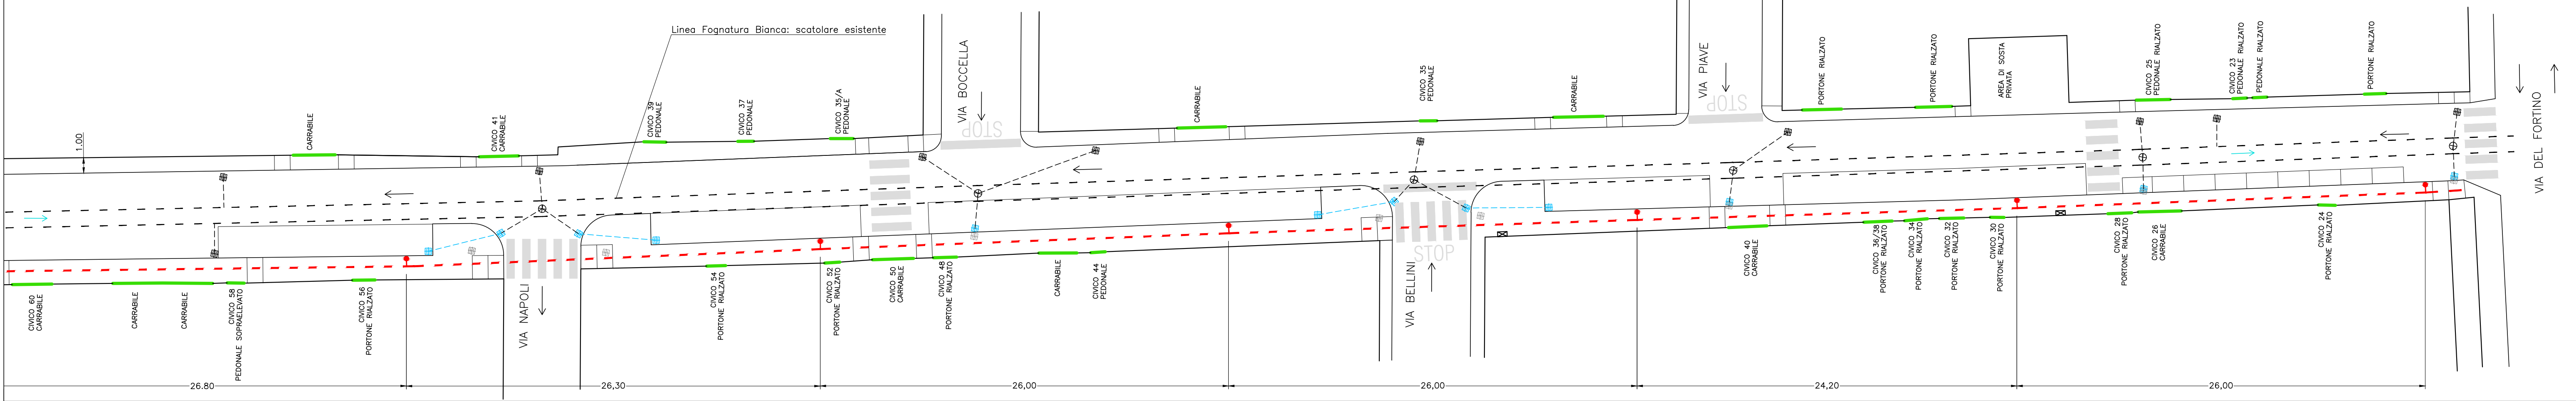 Linea Fognatura Bianca: scatolare esistente
1.00
CARRABILE
CIVICO 41
CARRABILE
CIVICO 39
PEDONALE
CIVICO 37
PEDONALE
CIVICO 35/A
PEDONALE
VIA BOCCELLA
STOP
CARRABILE
CIVICO 35
PEDONALE
CARRABILE
VIA PIAVE
STOP
PORTONE RIALZATO
PORTONE RIALZATO
AREA DI SOSTA
PRIVATA
CIVICO 25
PEDONALE RIALZATO
CIVICO 23
PEDONALE RIALZATO
PEDONALE RIALZATO
PORTONE RIALZATO
VIA DEL FORTINO
CIVICO 60
CARRABILE
CARRABILE
CARRABILE
CIVICO 58
PEDONALE SOPRAELEVATO
CIVICO 56
PORTONE RIALZATO
VIA NAPOLI
CIVICO 54
PORTONE RIALZATO
CIVICO 52
PORTONE RIALZATO
CIVICO 50
CARRABILE
CIVICO 48
PORTONE RIALZATO
CARRABILE
CIVICO 44
PEDONALE
VIA BELLINI
STOP
CIVICO 40
CARRABILE
CIVICO 36/38
PORTONE RIALZATO
CIVICO 34
PORTONE RIALZATO
CIVICO 32
PORTONE RIALZATO
CIVICO 30
PORTONE RIALZATO
CIVICO 28
PORTONE RIALZATO
CIVICO 26
CARRABILE
CIVICO 24
PORTONE RIALZATO
26.80
26,30
26,00
26,00
24,20
26,00